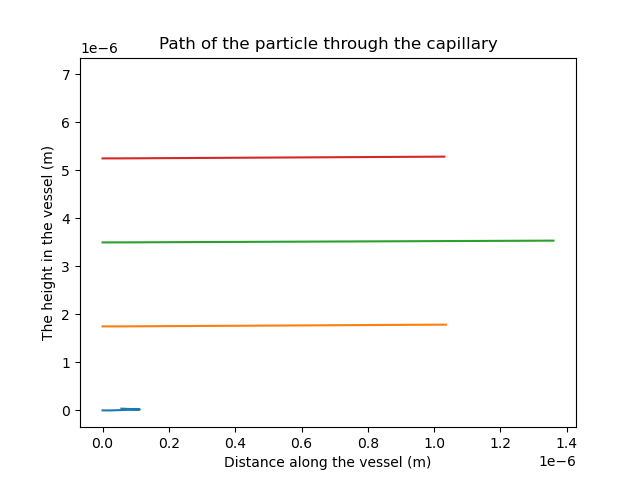 Path of the particle through the capillary
1e−6
7
6
5
4
3
2
1
0
The height in the vessel (m)
0.0 0.2 0.4 0.6 0.8 1.0 1.2 1.4
Distance along the vessel (m)
1e−6